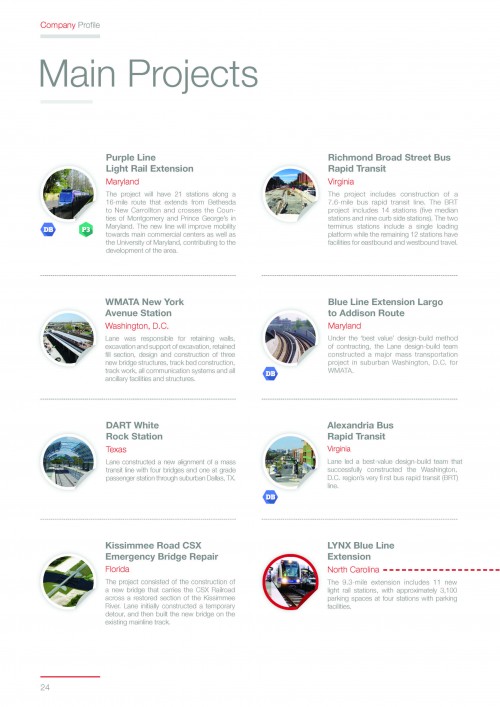 Company Profile
Main Projects
Purple Line
Light Rail Extension
Maryland
The project will have 21 stations along a
16-mile route that extends from Bethesda
to New Carrollton and crosses the Coun-
ties of Montgomery and Prince George's in
Maryland. The new line will improve mobility
towards main commercial centers as well as
the University of Maryland, contributing to the
development of the area.
DB
P3
Richmond Broad Street Bus
Rapid Transit
Virginia
The project includes construction of a
7.6-mile bus rapid transit line. The BRT
project includes 14 stations (five median
stations and nine curb side stations). The two
terminus stations include a single loading
platform while the remaining 12 stations have
facilities for eastbound and westbound travel.
WMATA New York
Avenue Station
Washington, D.C.
Lane was responsible for retaining walls,
excavation and support of excavation, retained
fill section, design and construction of three
new bridge structures, track bed construction,
track work, all communication systems and all
ancillary facilities and structures.
Blue Line Extension Largo
to Addison Route
Maryland
Under the 'best value' design-build method
of contracting, the Lane design-build team
constructed a major mass transportation
project in suburban Washington, D.C. for
WMATA.
DB
DART White
Rock Station
Texas
Lane constructed a new alignment of a mass
transit line with four bridges and one at grade
passenger station through suburban Dallas, TX.
Alexandria Bus
Rapid Transit
Virginia
Lane led a best-value design-build team that
successfully constructed the Washington,
D.C. region's very first bus rapid transit (BRT)
line.
DB
Kissimmee Road CSX
Emergency Bridge Repair
Florida
The project consisted of the construction of
a new bridge that carries the CSX Railroad
across a restored section of the Kissimmee
River. Lane initially constructed a temporary
detour, and then built the new bridge on the
existing mainline track.
LYNX Blue Line
Extension
North Carolina
The 9.3-mile extension includes 11 new
light rail stations, with approximately 3,100
parking spaces at four stations with parking
facilities.
24